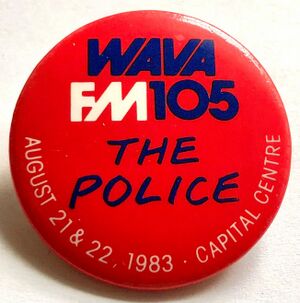 WAVA
FM105
THE
POLICE
AUGUST 21 & 22, 1983 · CAPITAL CENTRE